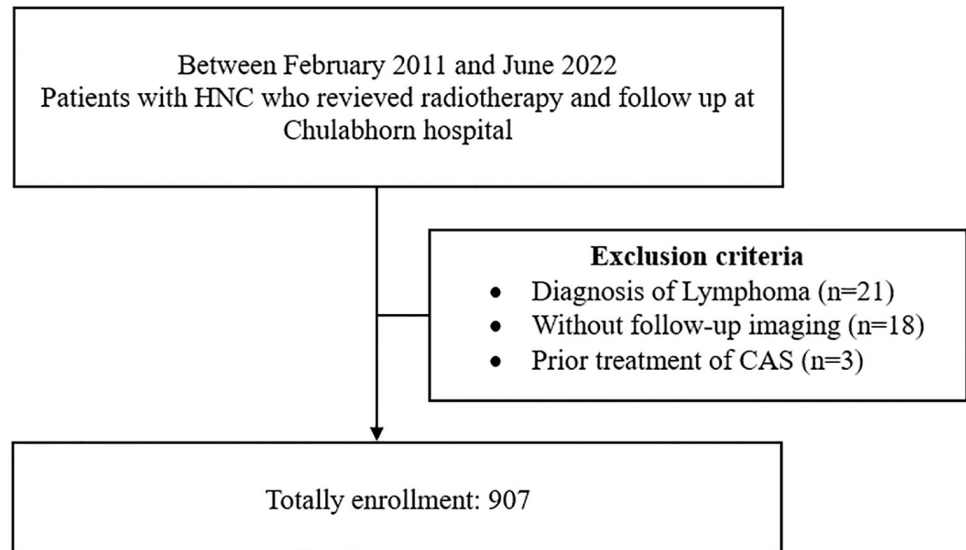 Between February 2011 and June 2022
Patients with HNC who revieved radiotherapy and follow up at
Chulabhorn hospital
Exclusion criteria
• Diagnosis of Lymphoma (n=21)
• Without follow-up imaging (n=18)
• Prior treatment of CAS (n=3)
Totally enrollment: 907